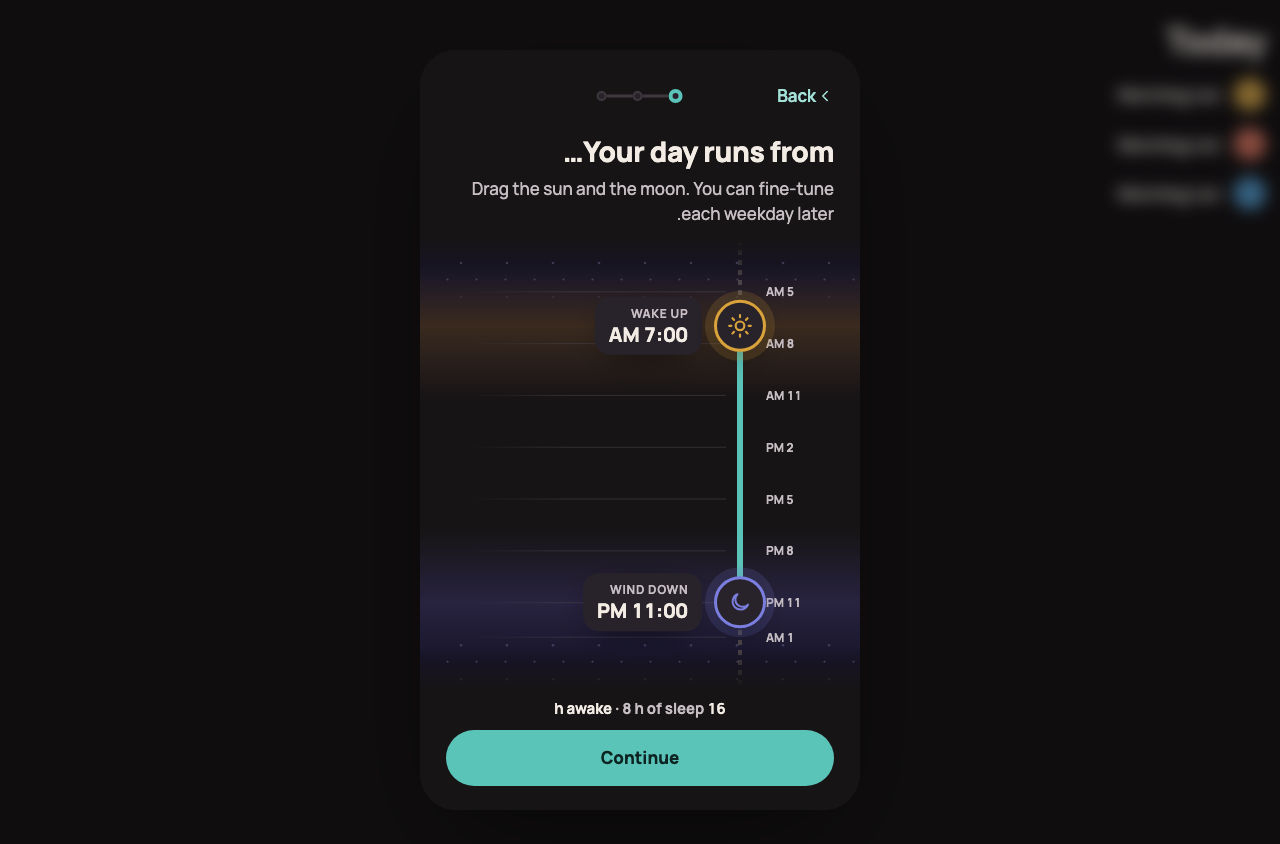 Today
Back
...Your day runs from
Drag the sun and the moon. You can fine-tune
.each weekday later
AM 5
WAKE UP
AM 7:00
AM 8
AM 11
PM 2
PM 5
PM 8
WIND DOWN
PM 11:00
PM 11
AM 1
h awake · 8 h of sleep 16
Continue